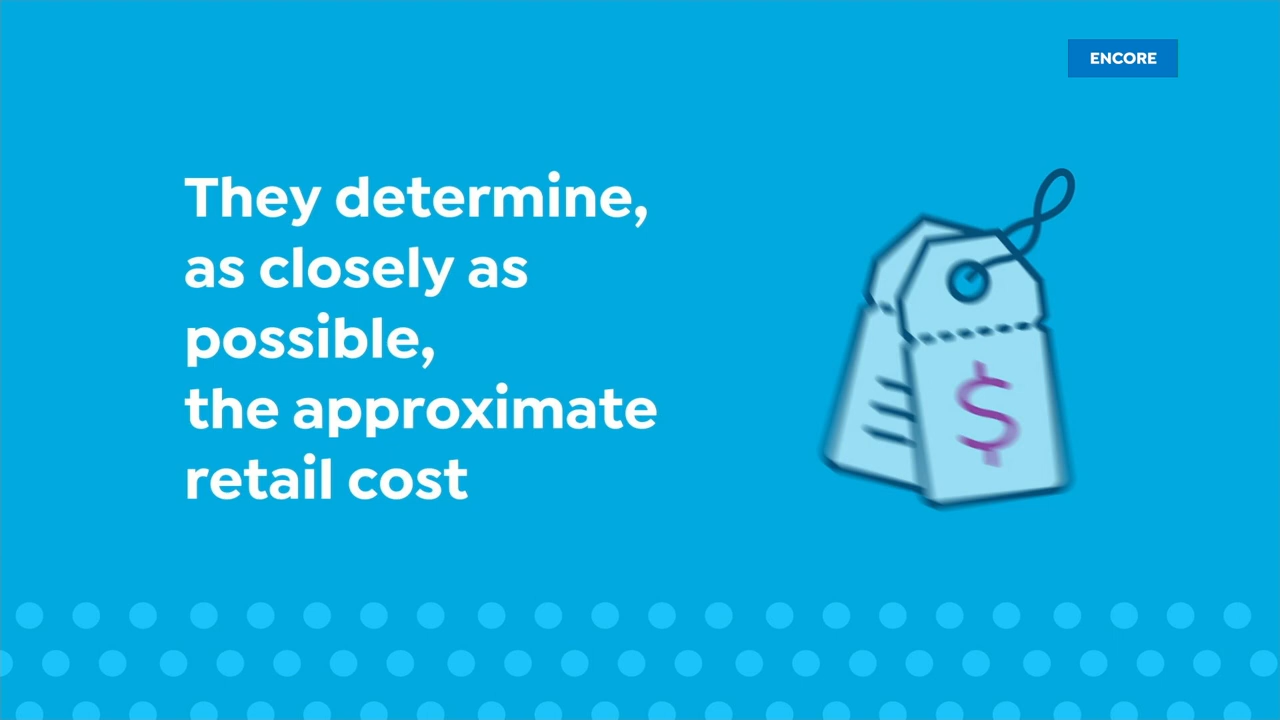 ENCORE
They determine,
as closely as
possible,
the approximate
retail cost
$